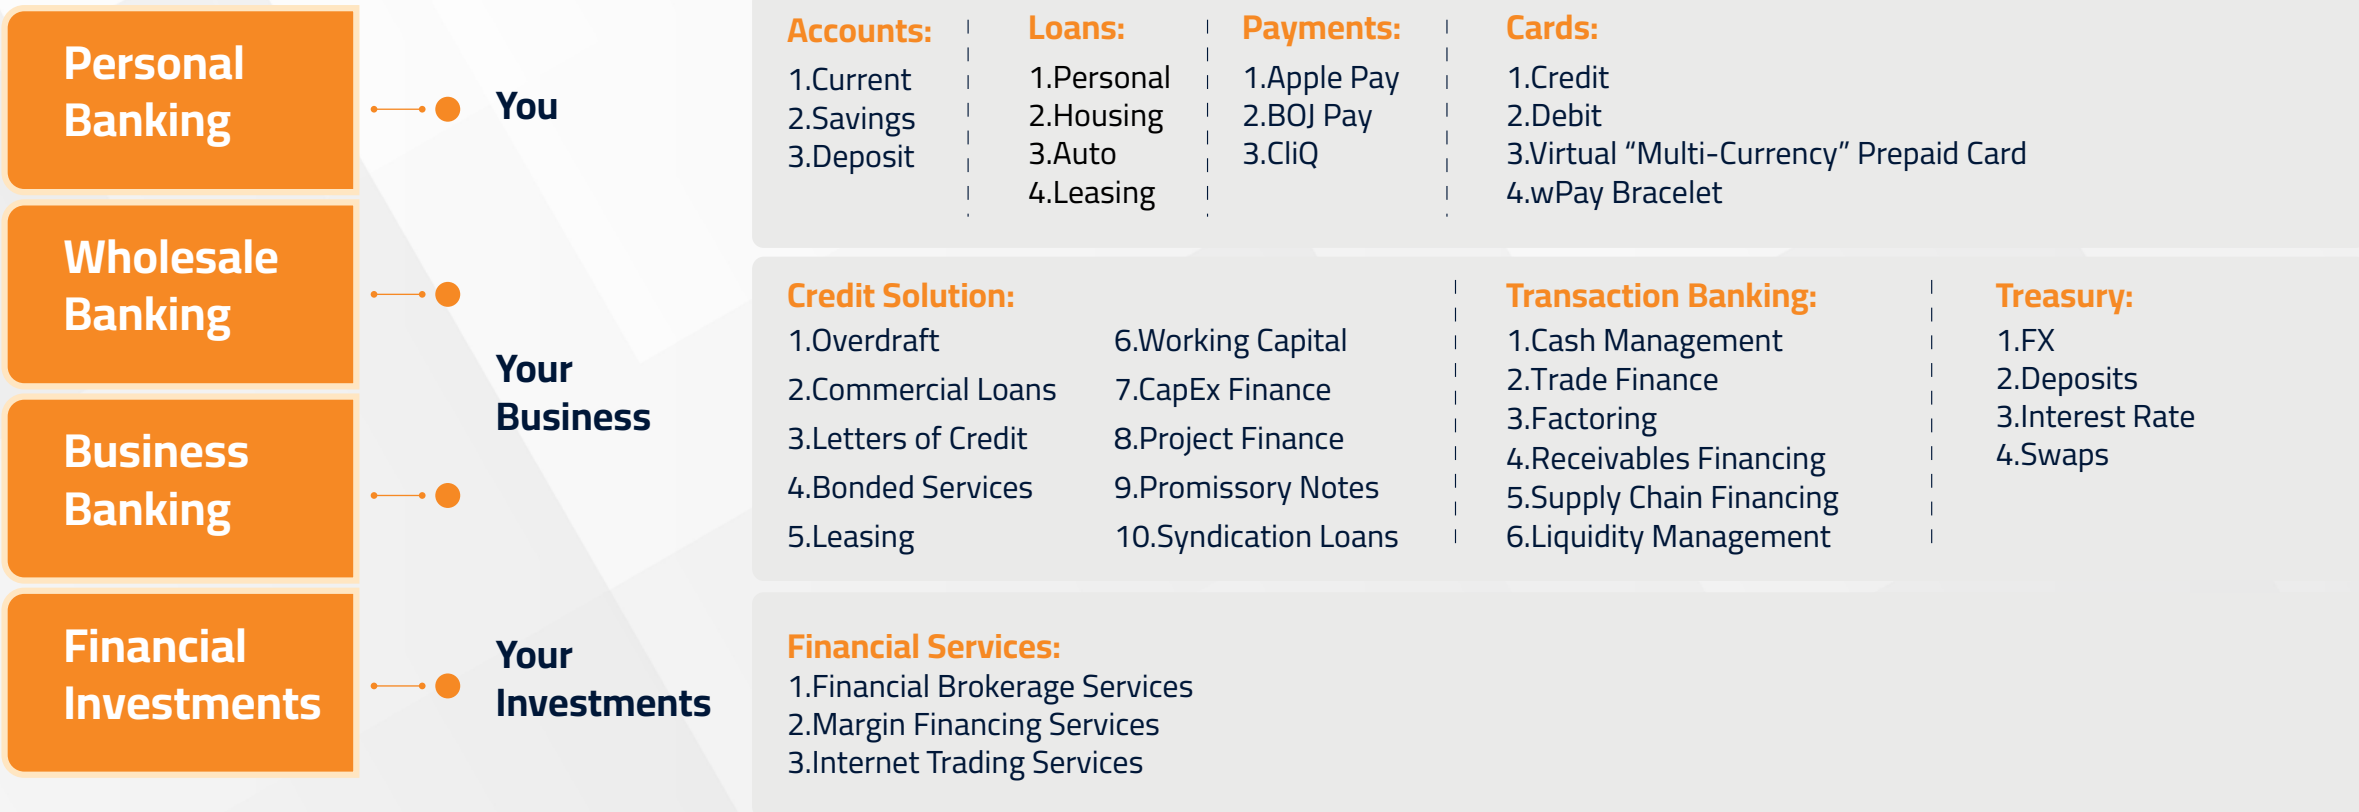 Personal
Banking
You
Accounts:
1.Current
2.Savings
3.Deposit
Loans:
1.Personal
2.Housing
3.Auto
4.Leasing
Payments:
1.Apple Pay
2.BOJ Pay
3.CliQ
Cards:
1.Credit
2.Debit
3.Virtual “Multi-Currency” Prepaid Card
4.wPay Bracelet
Wholesale
Banking
Business
Banking
Your
Business
Credit Solution:
1.Overdraft
2.Commercial Loans
3.Letters of Credit
4.Bonded Services
5.Leasing
6.Working Capital
7.CapEx Finance
8.Project Finance
9.Promissory Notes
10.Syndication Loans
Transaction Banking:
1.Cash Management
2.Trade Finance
3.Factoring
4.Receivables Financing
5.Supply Chain Financing
6.Liquidity Management
Treasury:
1.FX
2.Deposits
3.Interest Rate
4.Swaps
Financial
Investments
Your
Investments
Financial Services:
1.Financial Brokerage Services
2.Margin Financing Services
3.Internet Trading Services